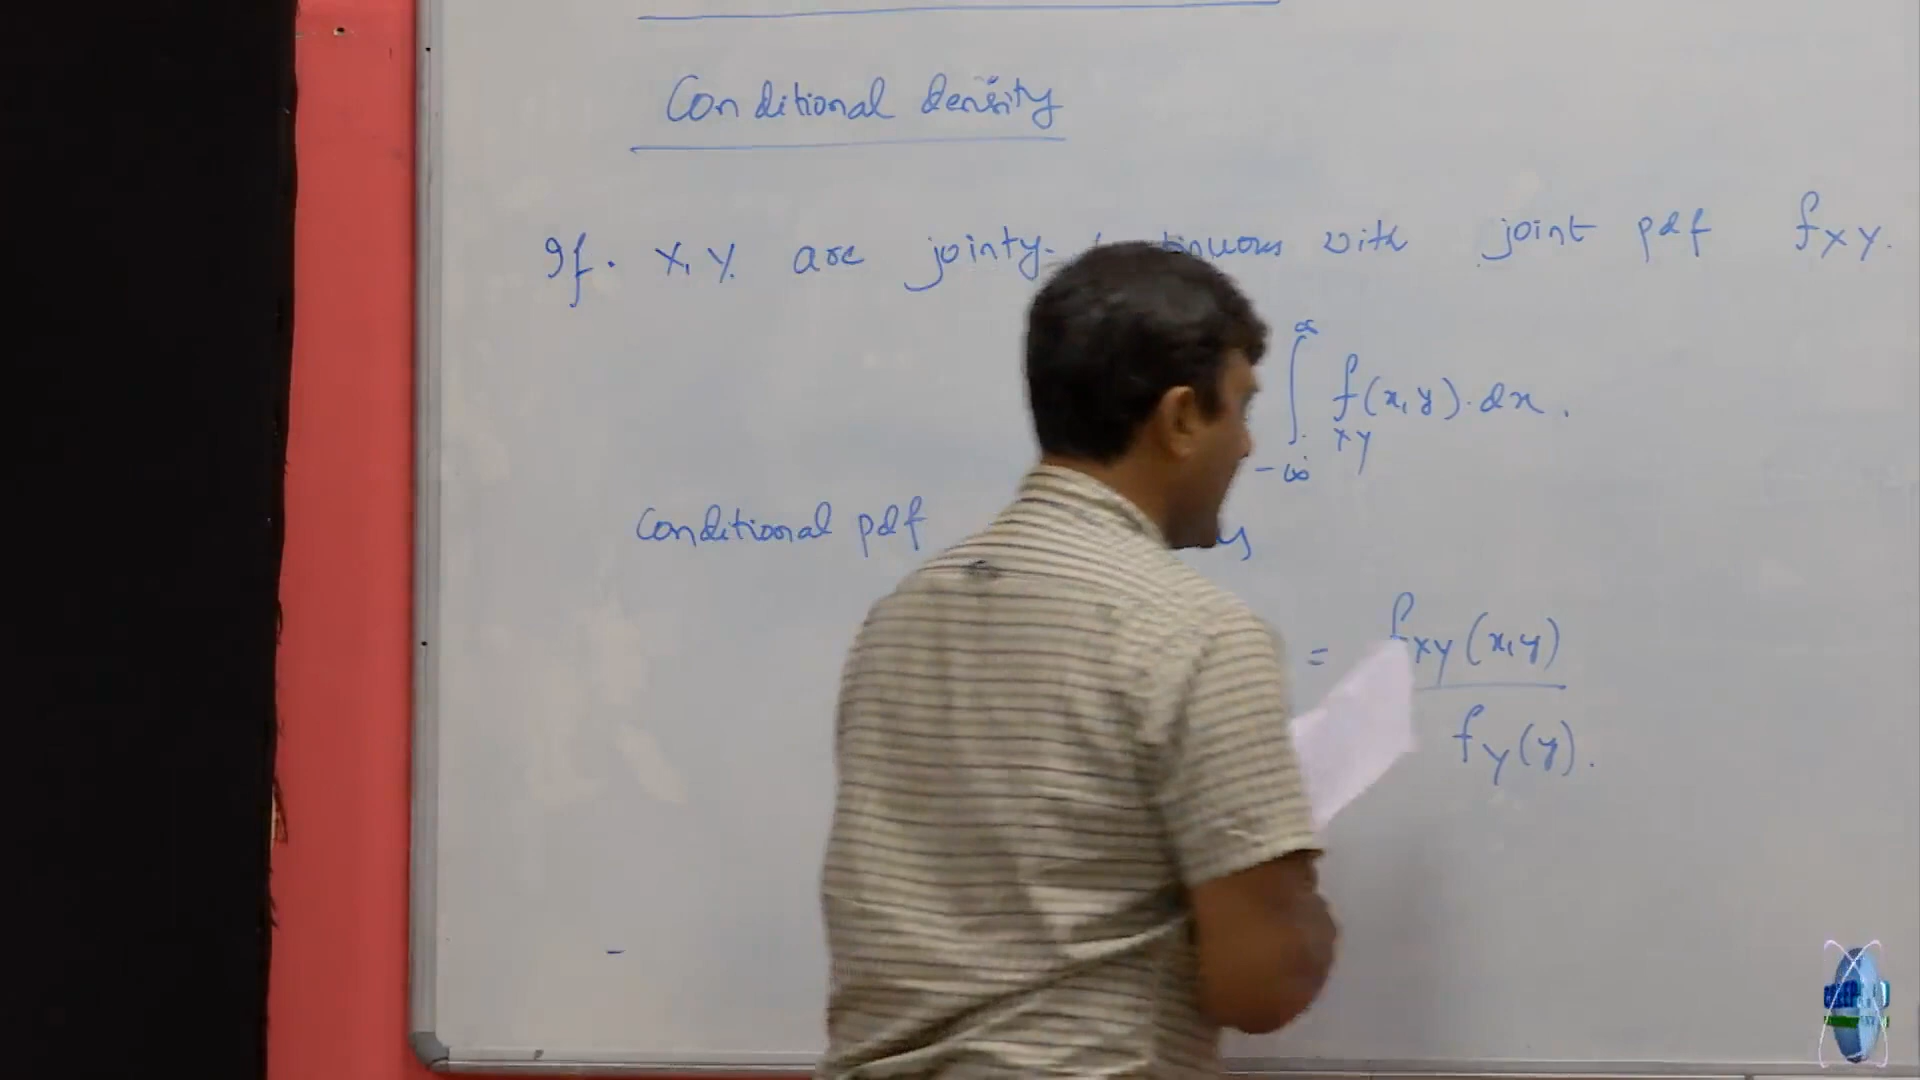 Conditional density
If. X, Y. are jointy. with joint pdf fXY.
∞
∫ f(x,y).dx.
XY
-∞
Conditional pdf
= fXY(x,y)
fY(y).